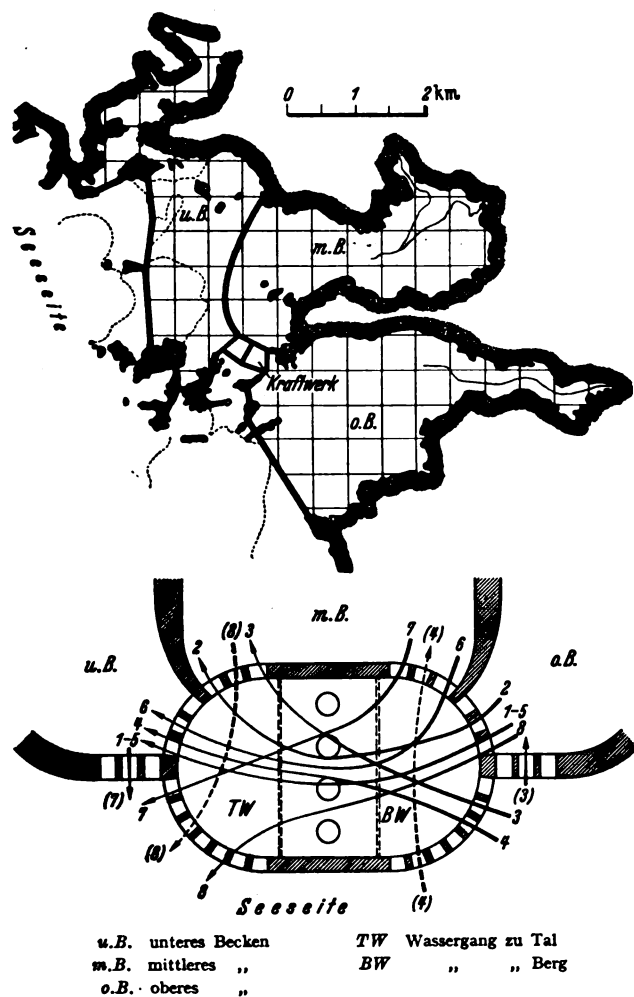 0 1 2 km
u.B.
m.B.
Seeseite
Kraftwerk
o.B.
m.B.
u.B.
o.B.
2 (8) 3 7 (4) 6
2
6
1-5
4
8
1-5
(7)
(3)
7
3
TW
BW
4
(8)
8
(4)
Seeseite
u.B. unteres Becken
m.B. mittleres „
o.B. oberes „
TW Wassergang zu Tal
BW „ „ Berg